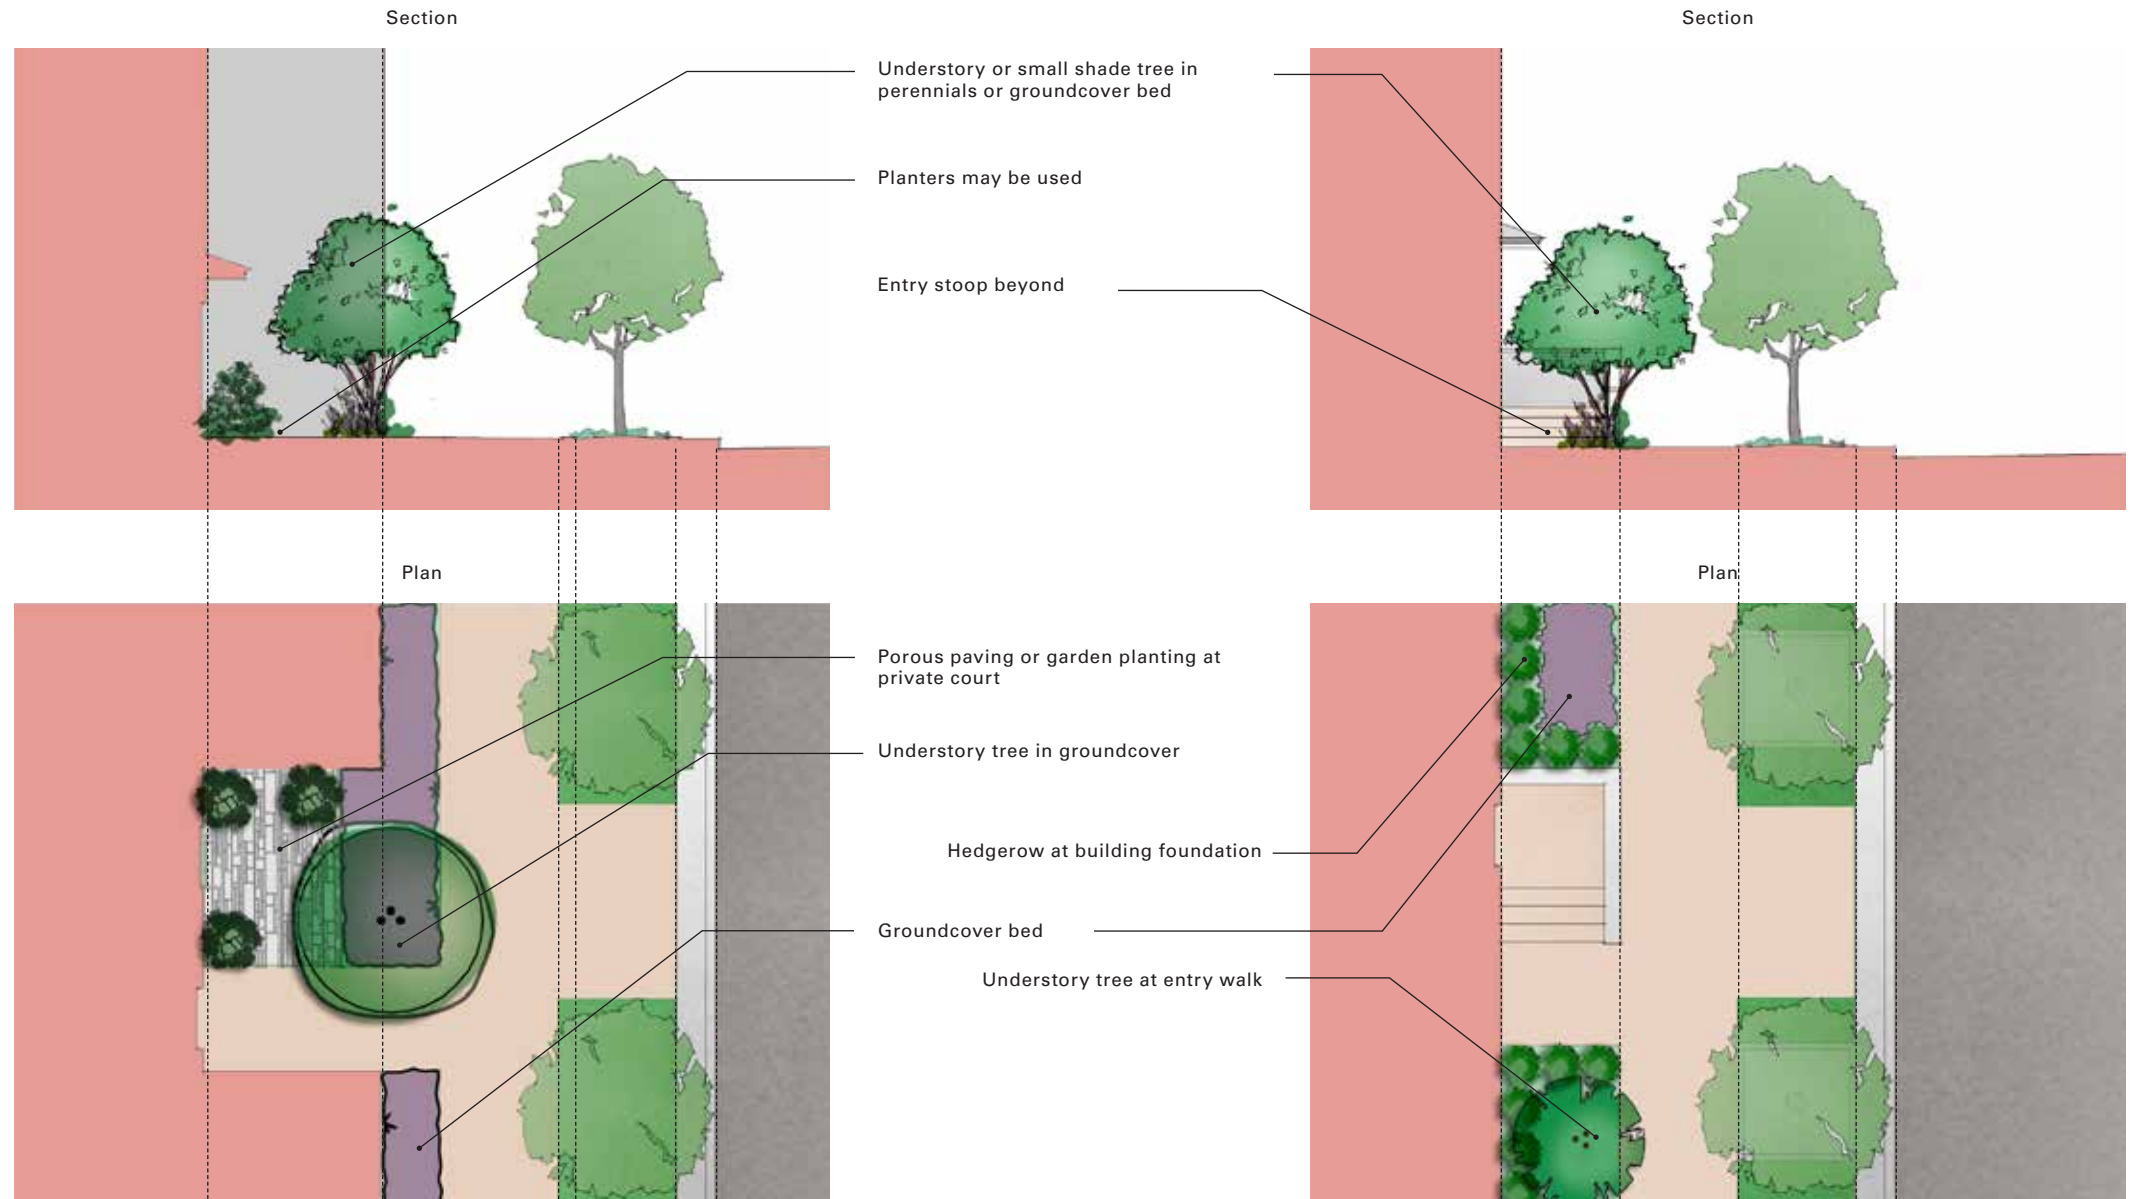 Section
Section
Understory or small shade tree in
perennials or groundcover bed
Planters may be used
Entry stoop beyond
Plan
Plan
Porous paving or garden planting at
private court
Understory tree in groundcover
Hedgerow at building foundation
Groundcover bed
Understory tree at entry walk